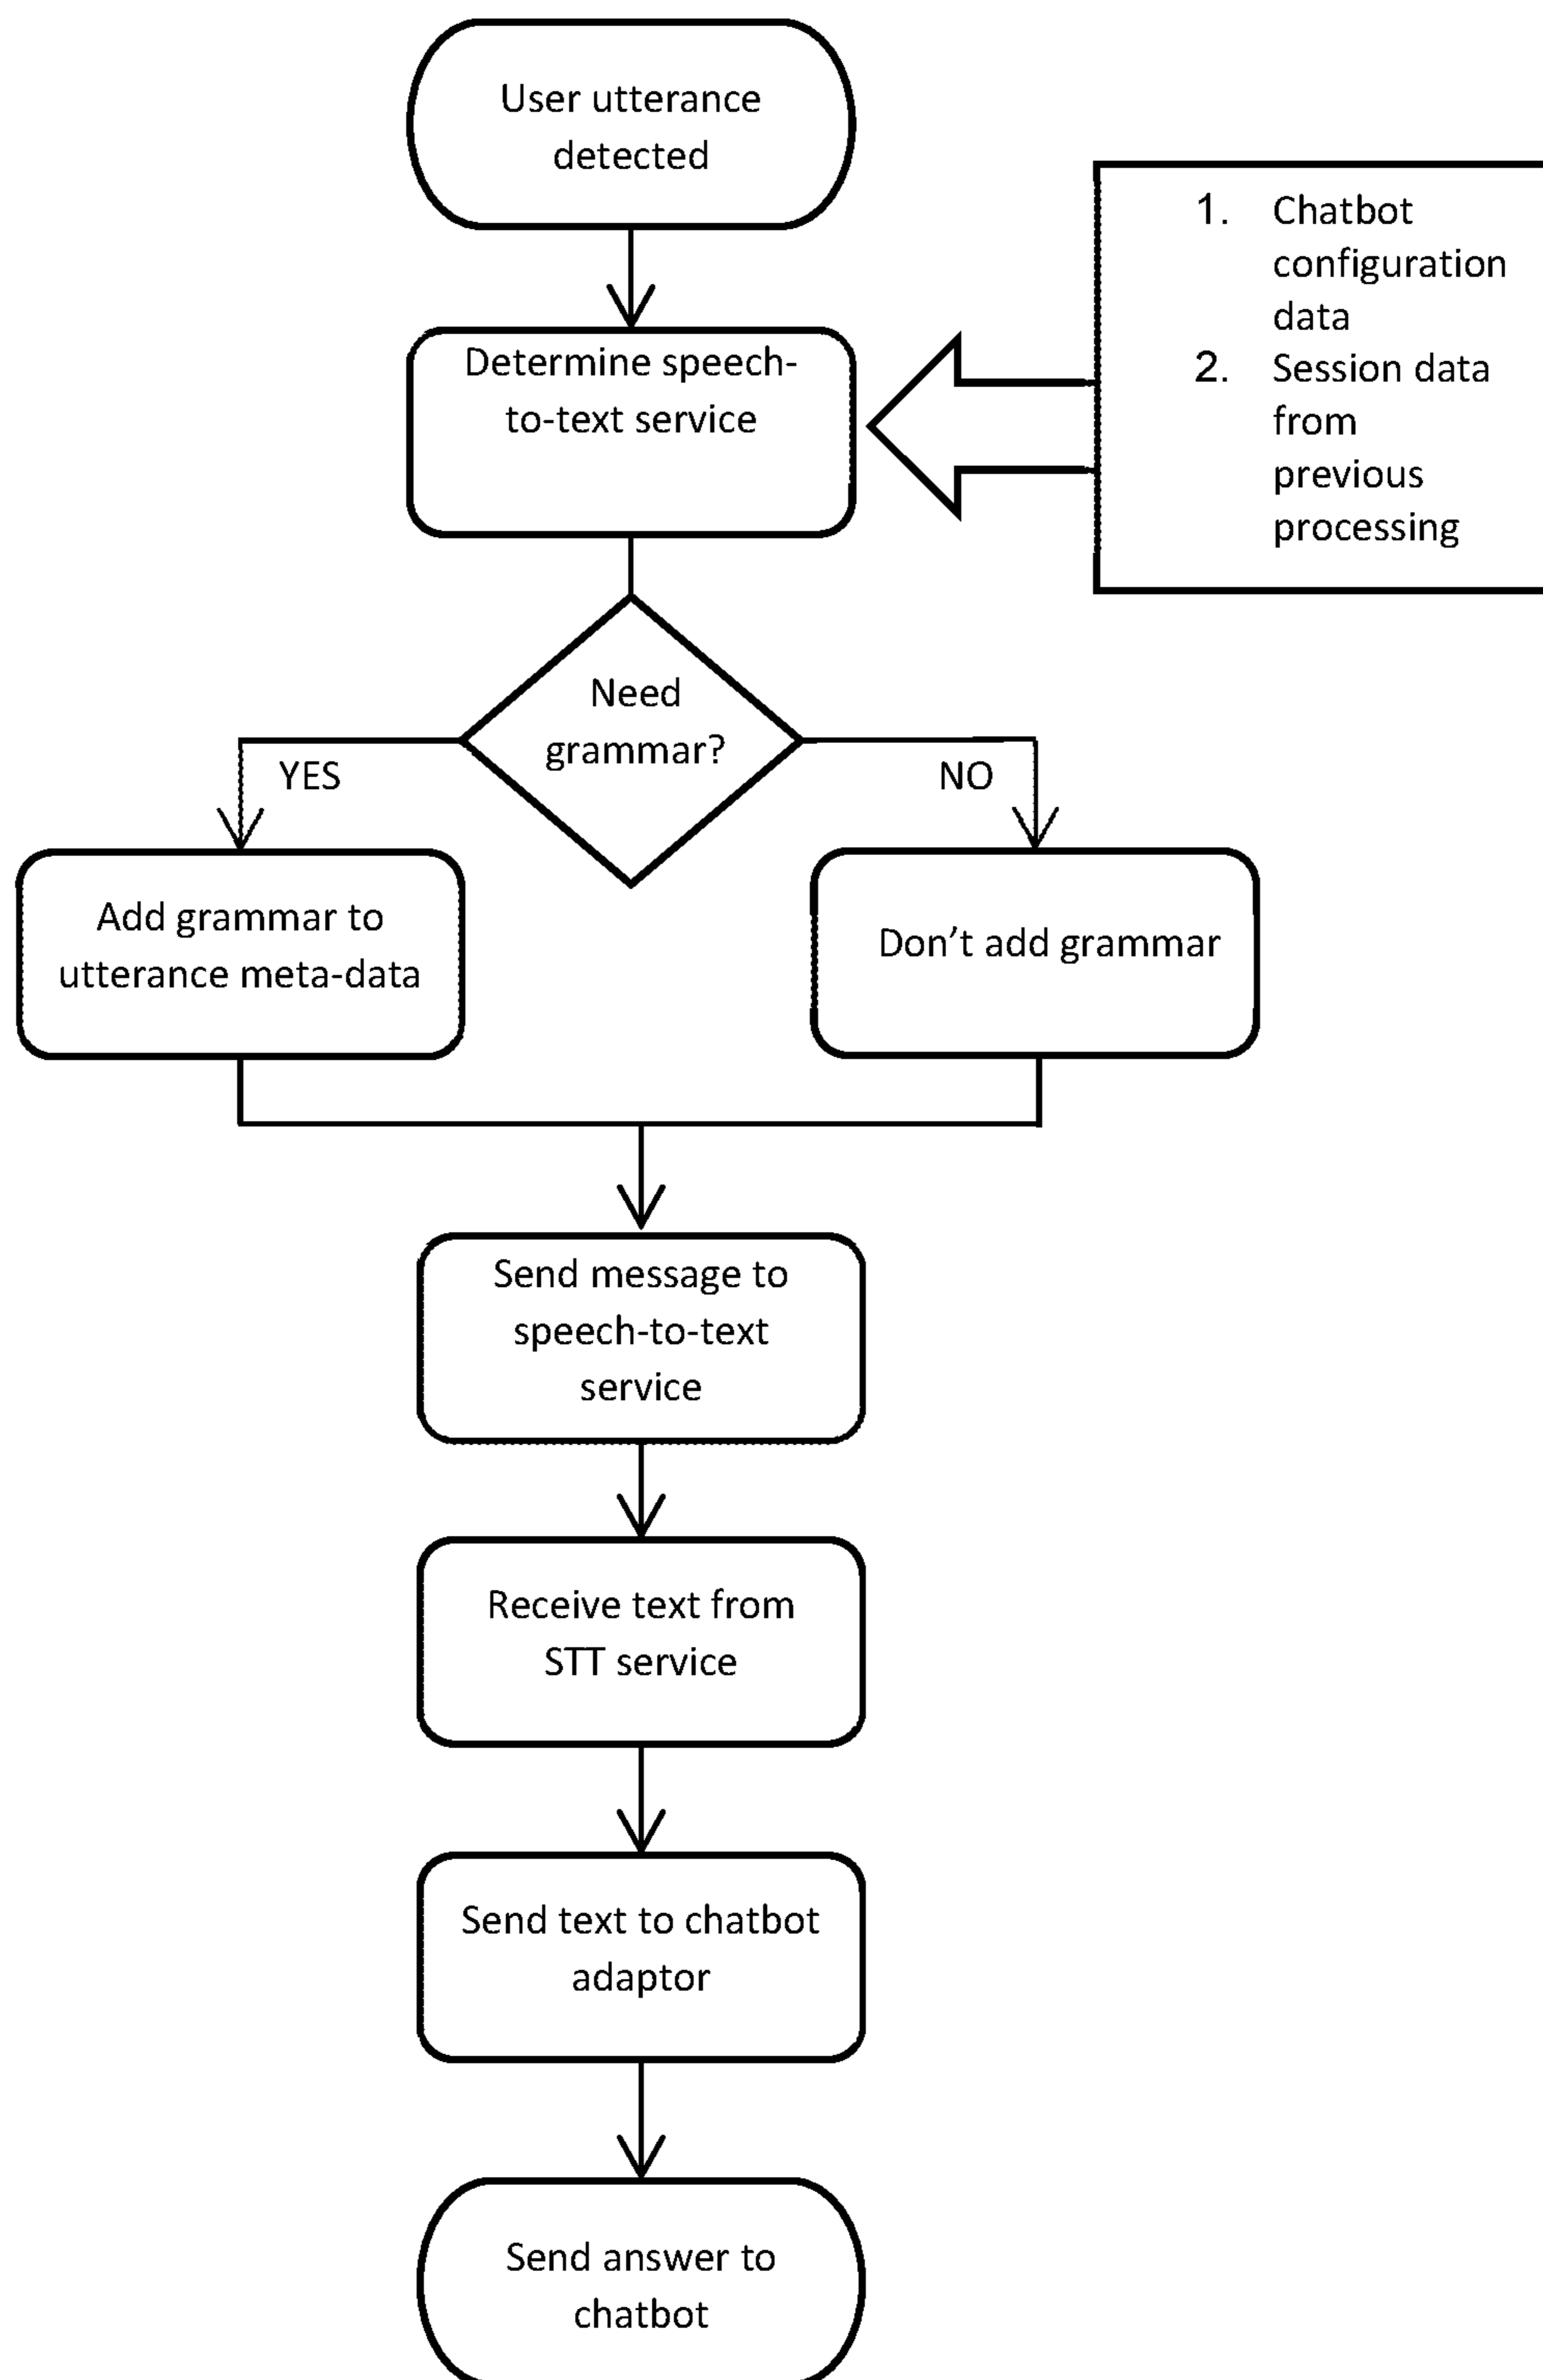 User utterance
detected
1. Chatbot
configuration
data
2. Session data
from
previous
processing
Determine speech-
to-text service
Need
grammar?
YES
NO
Add grammar to
utterance meta-data
Don't add grammar
Send message to
speech-to-text
service
Receive text from
STT service
Send text to chatbot
adaptor
Send answer to
chatbot